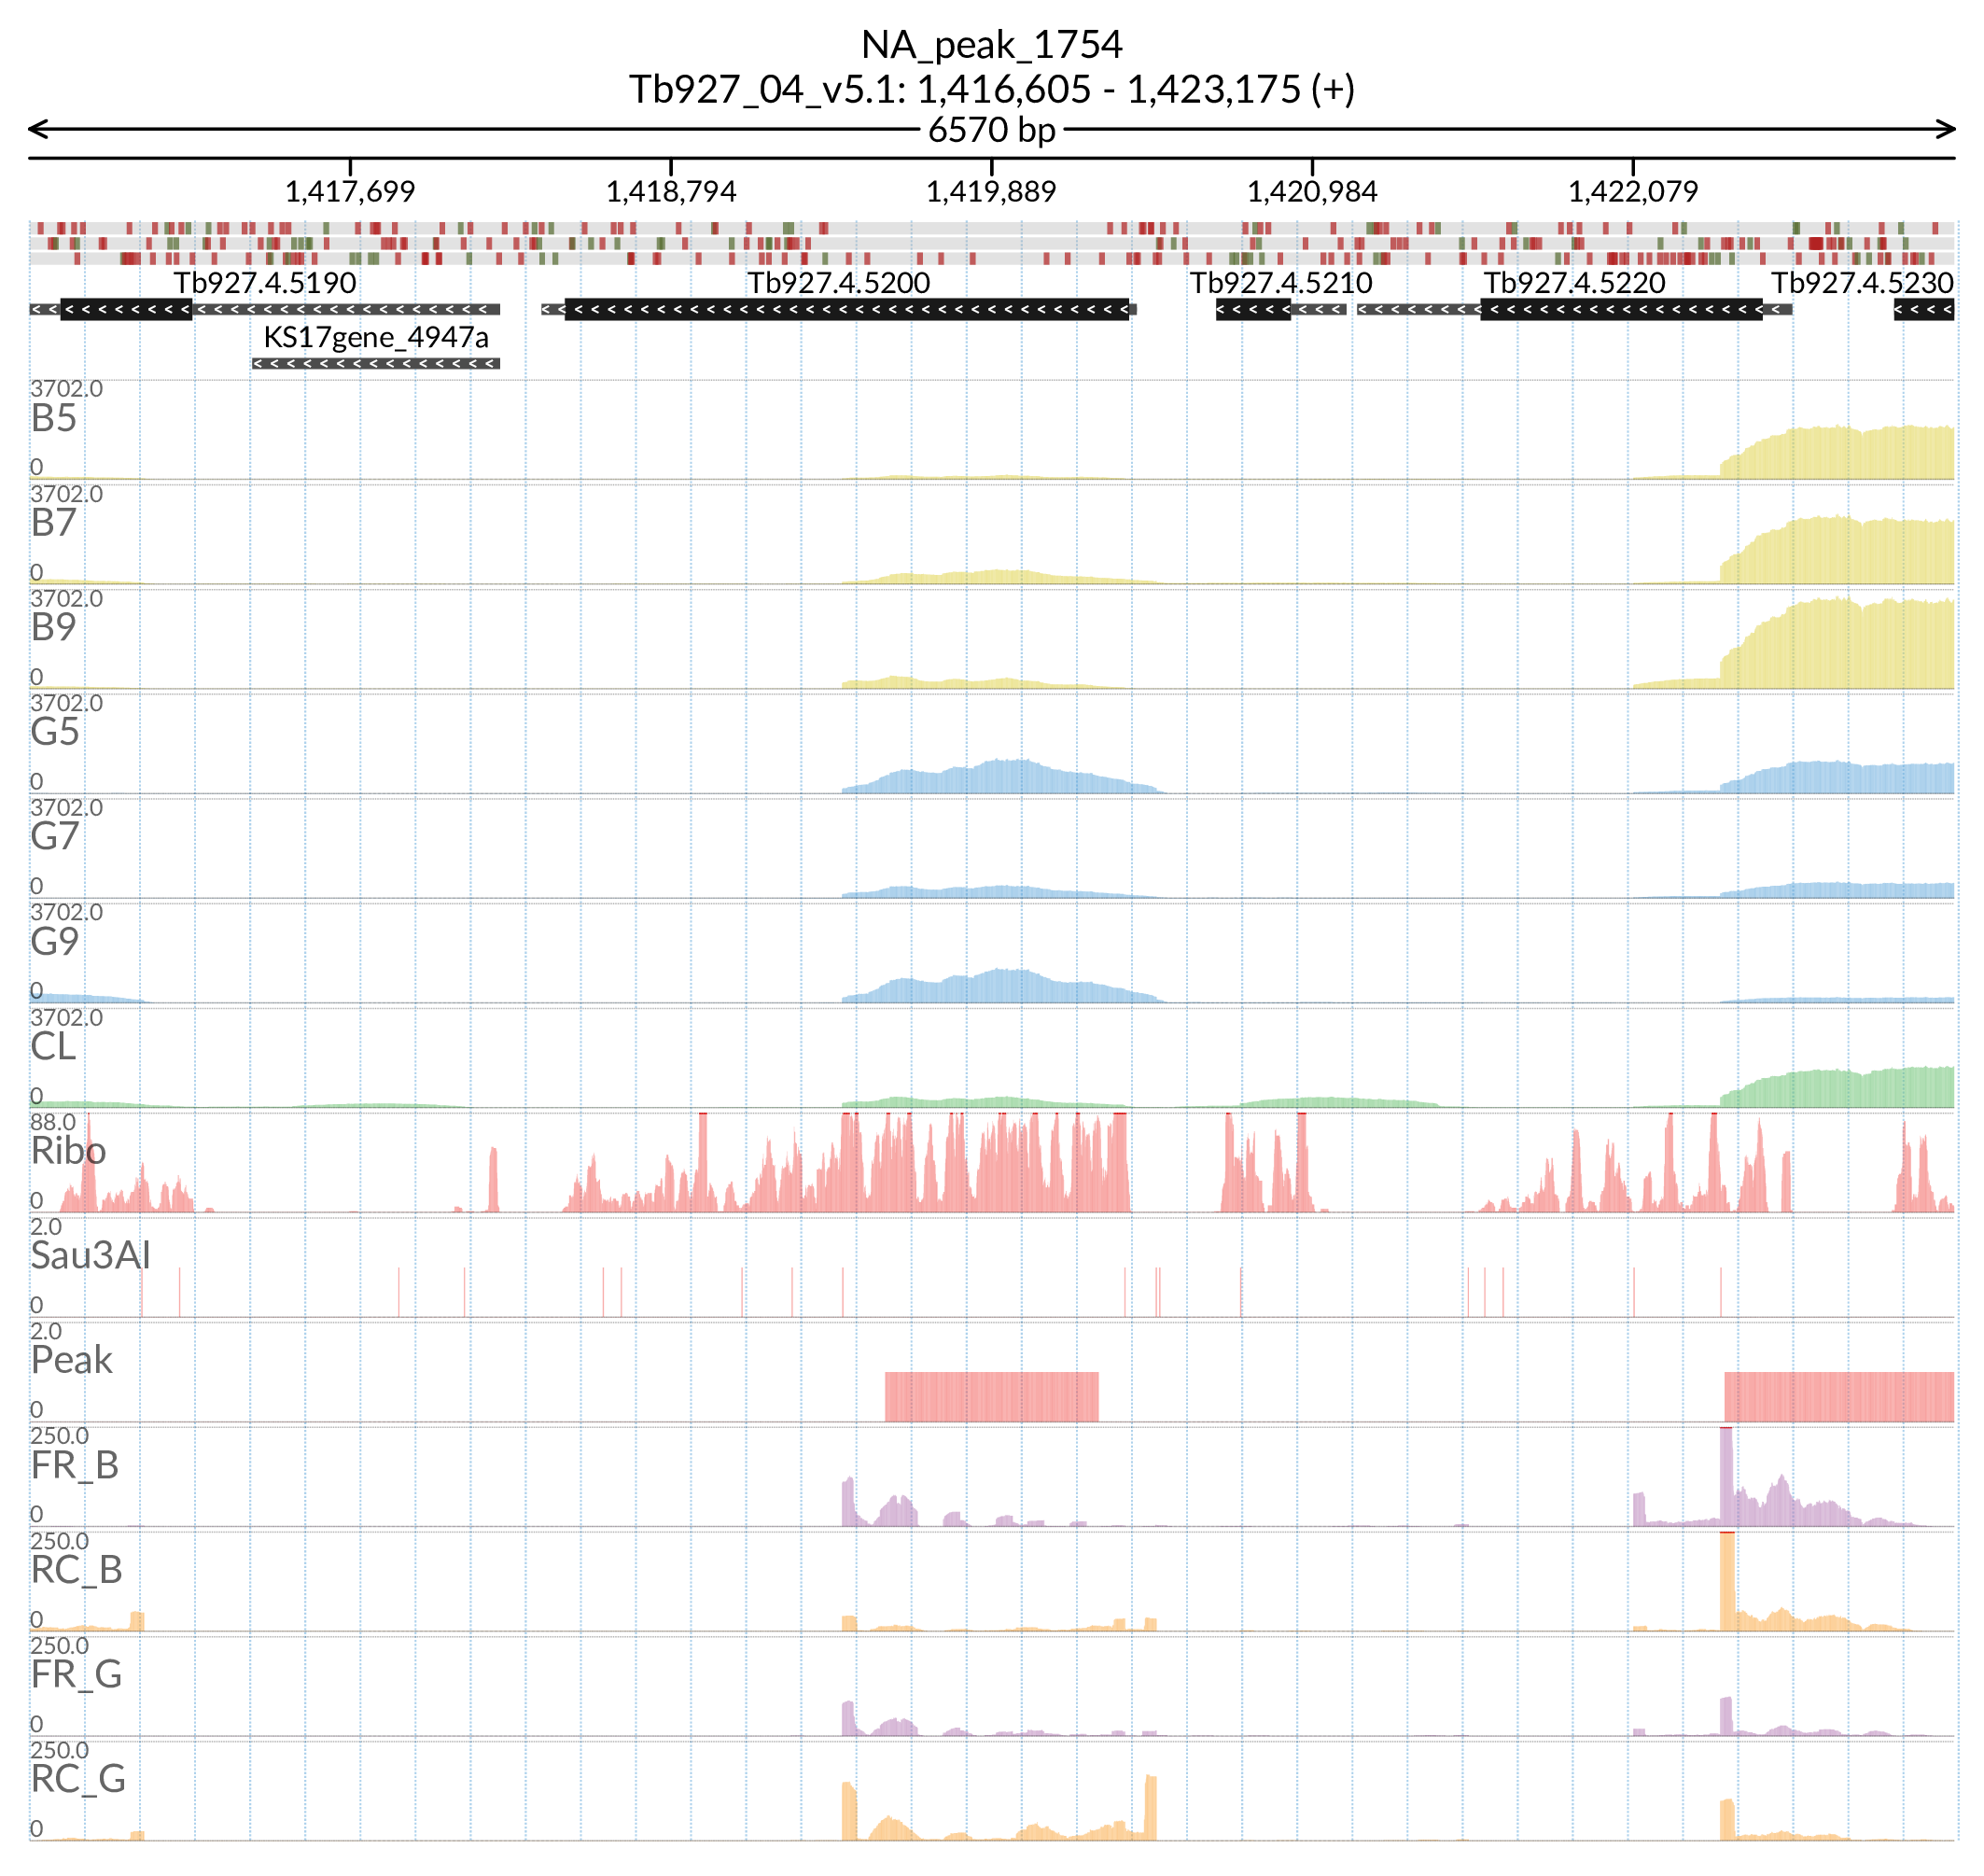 NA_peak_1754
Tb927_04_v5.1: 1,416,605 - 1,423,175 (+)
6570 bp
1,417,699 1,418,794 1,419,889 1,420,984 1,422,079
Tb927.4.5190 Tb927.4.5200 Tb927.4.5210 Tb927.4.5220 Tb927.4.5230
KS17gene_4947a
3702.0
B5
0
3702.0
B7
0
3702.0
B9
0
3702.0
G5
0
3702.0
G7
0
3702.0
G9
0
3702.0
CL
0
88.0
Ribo
0
2.0
Sau3AI
0
2.0
Peak
0
250.0
FR_B
0
250.0
RC_B
0
250.0
FR_G
0
250.0
RC_G
0